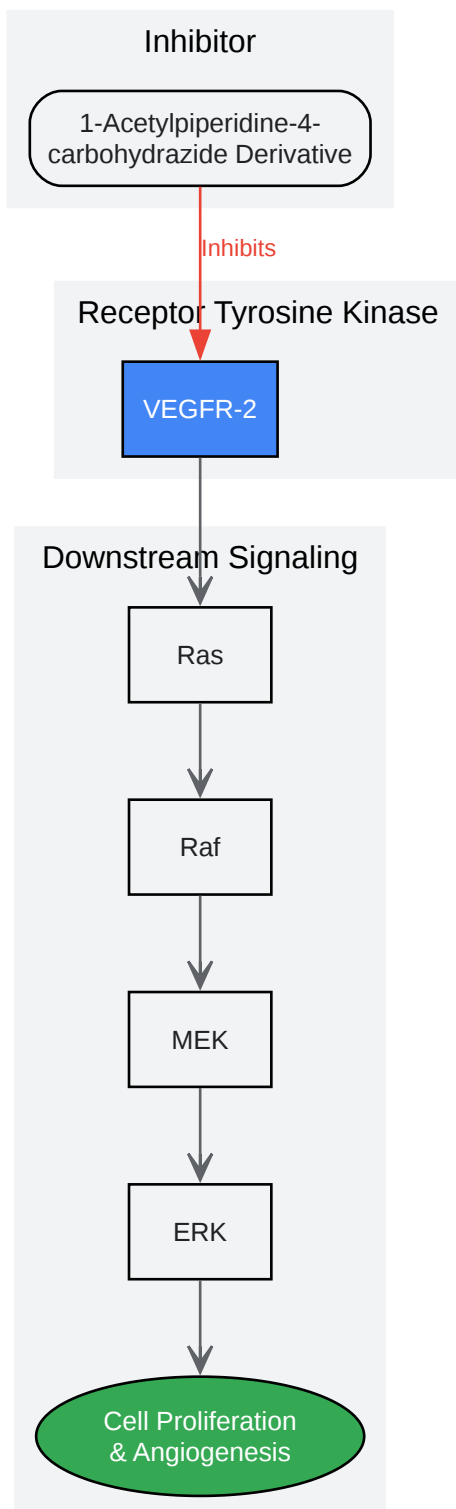 Inhibitor
1-Acetylpiperidine-4-
carbohydrazide Derivative
Inhibits
Receptor Tyrosine Kinase
VEGFR-2
Downstream Signaling
Ras
Raf
MEK
ERK
Cell Proliferation
& Angiogenesis